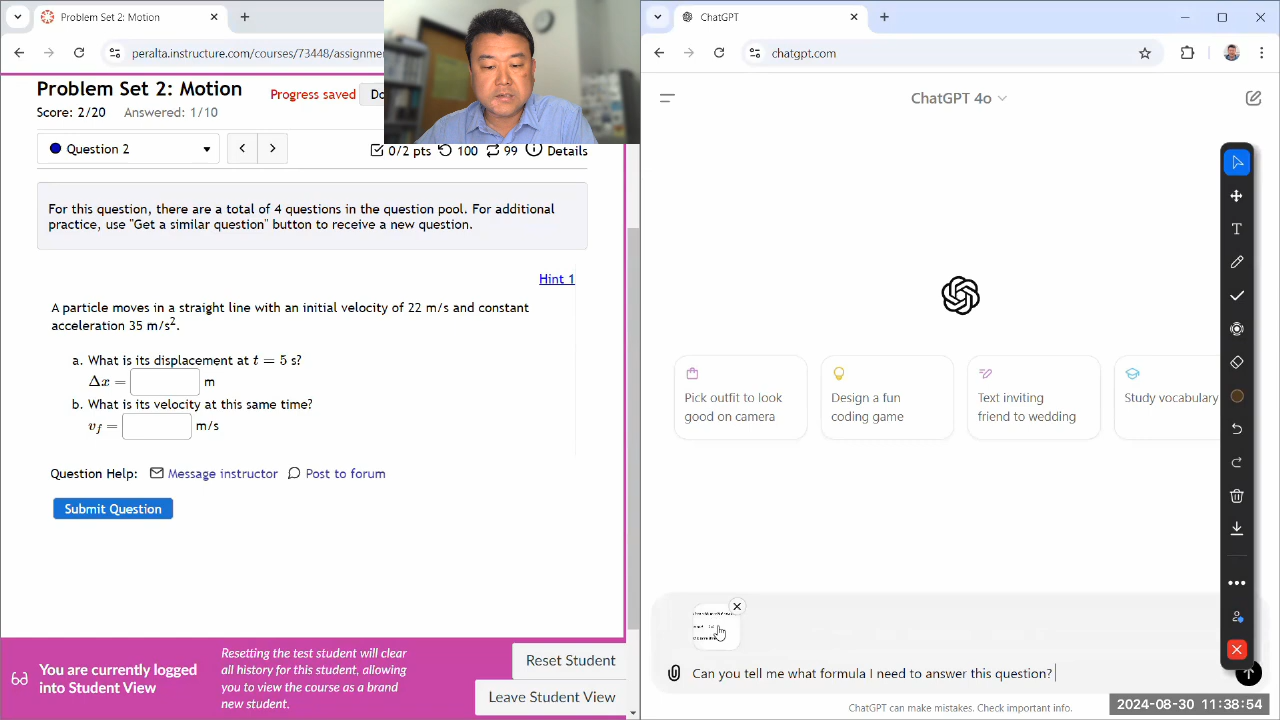 Problem Set 2: Motion
ChatGPT
peralta.instructure.com/courses/73448/assignme
chatgpt.com
Problem Set 2: Motion
Progress saved
Do
Score: 2/20 Answered: 1/10
ChatGPT 4o
Question 2
0/2 pts 100 99 Details
For this question, there are a total of 4 questions in the question pool. For additional
practice, use "Get a similar question" button to receive a new question.
Hint 1
A particle moves in a straight line with an initial velocity of 22 m/s and constant
acceleration 35 m/s².
a. What is its displacement at t = 5 s?
Δx = m
b. What is its velocity at this same time?
v_f = m/s
Question Help: Message instructor Post to forum
Submit Question
Pick outfit to look
good on camera
Design a fun
coding game
Text inviting
friend to wedding
Study vocabulary
T
Can you tell me what formula I need to answer this question?
ChatGPT can make mistakes. Check important info.
You are currently logged
into Student View
Resetting the test student will clear
all history for this student, allowing
you to view the course as a brand
new student.
Reset Student
Leave Student View
2024-08-30 11:38:54